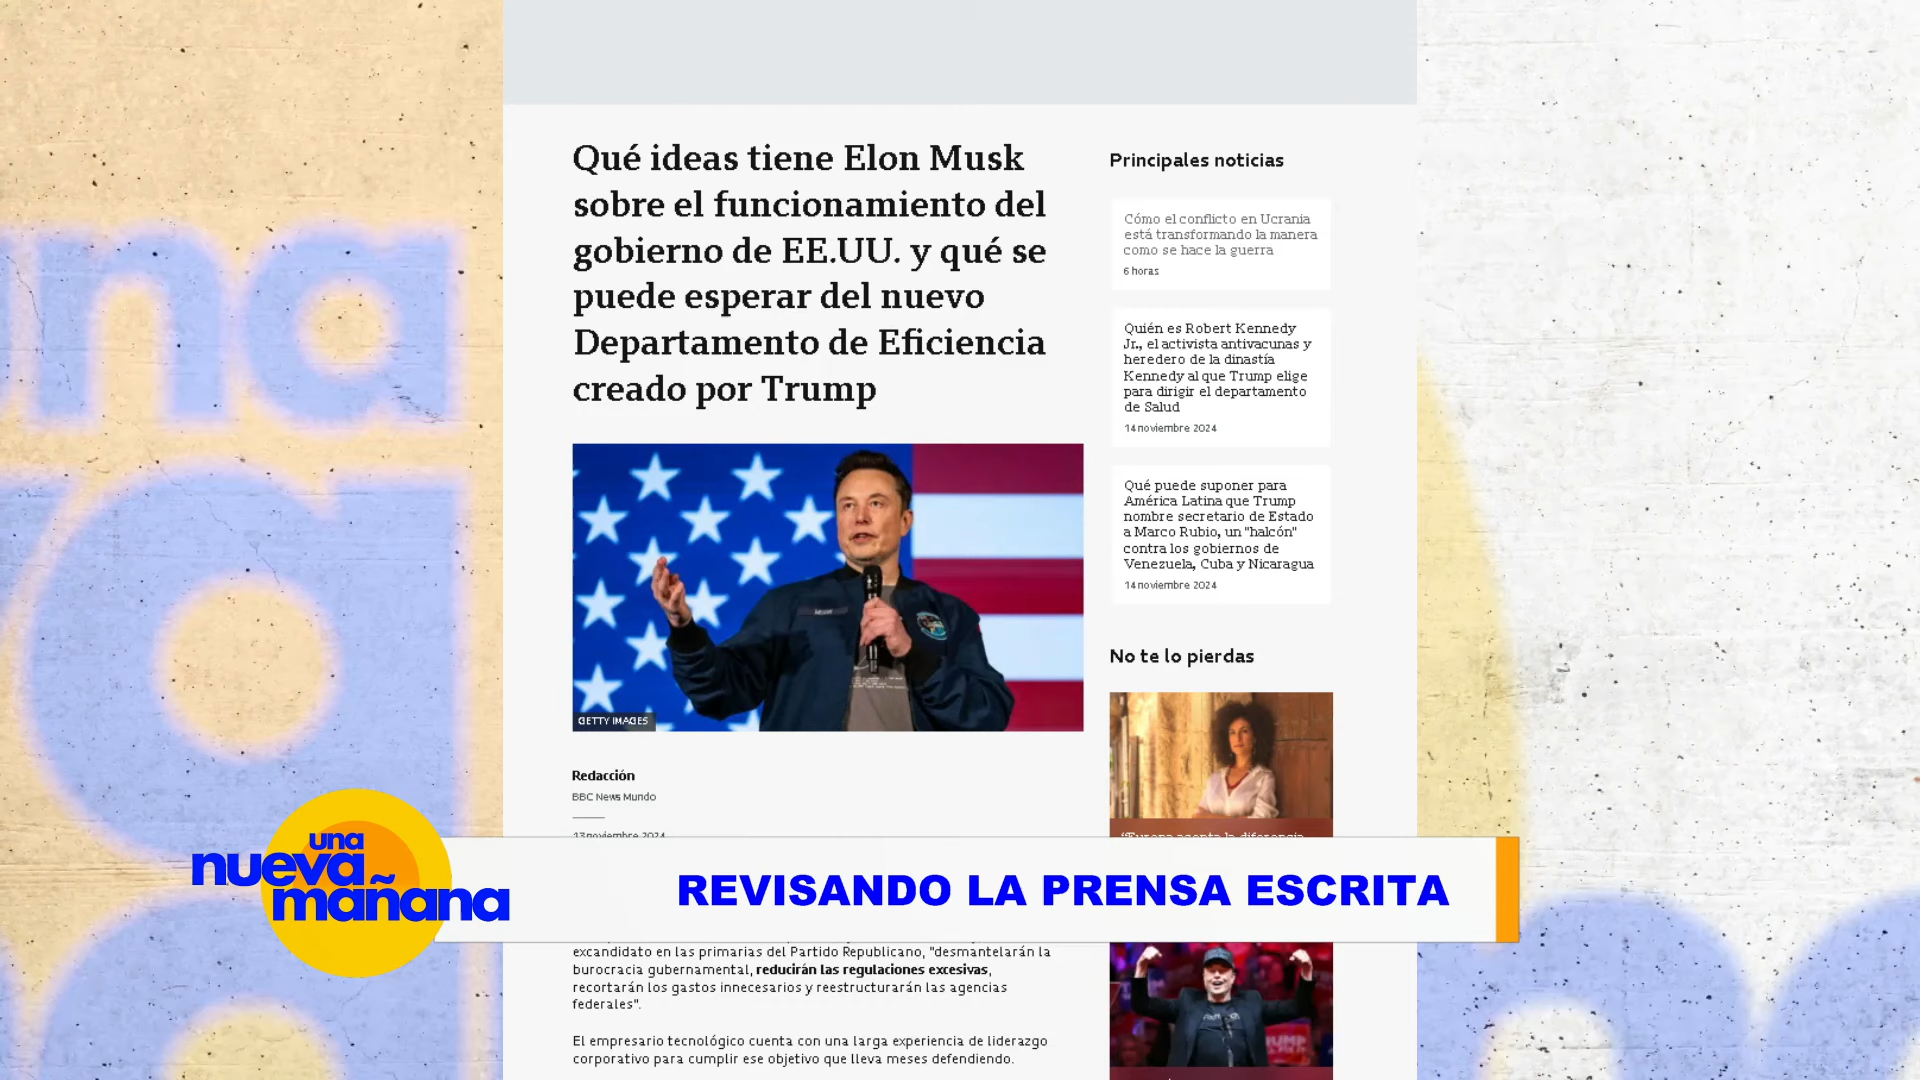 Qué ideas tiene Elon Musk
sobre el funcionamiento del
gobierno de EE.UU. y qué se
puede esperar del nuevo
Departamento de Eficiencia
creado por Trump
GETTY IMAGES
Redacción
BBC News Mundo
13 noviembre 2024
Principales noticias
Cómo el conflicto en Ucrania
está transformando la manera
como se hace la guerra
6 horas
Quién es Robert Kennedy
Jr., el activista antivacunas y
heredero de la dinastía
Kennedy al que Trump elige
para dirigir el departamento
de Salud
14 noviembre 2024
Qué puede suponer para
América Latina que Trump
nombre secretario de Estado
a Marco Rubio, un "halcón"
contra los gobiernos de
Venezuela, Cuba y Nicaragua
14 noviembre 2024
No te lo pierdas
"Europa acepta la diferencia
una
nueva
mañana
REVISANDO LA PRENSA ESCRITA
excandidato en las primarias del Partido Republicano, "desmantelarán la
burocracia gubernamental, reducirán las regulaciones excesivas,
recortarán los gastos innecesarios y reestructurarán las agencias
federales".
El empresario tecnológico cuenta con una larga experiencia de liderazgo
corporativo para cumplir ese objetivo que lleva meses defendiendo.